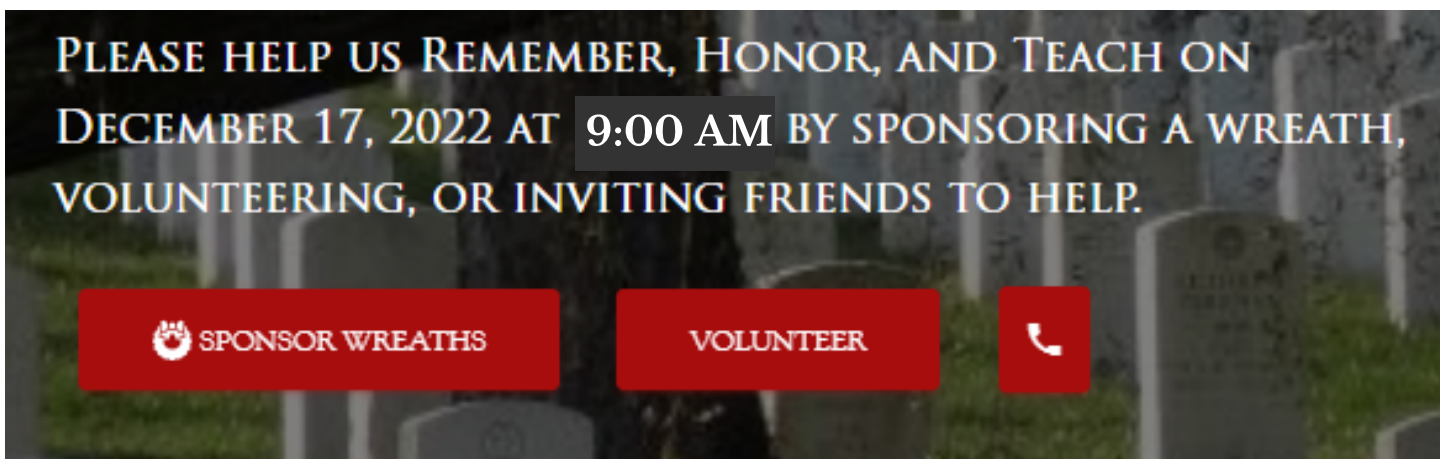 Please help us Remember, Honor, and Teach on
December 17, 2022 at 9:00 AM by sponsoring a wreath,
volunteering, or inviting friends to help.
SPONSOR WREATHS VOLUNTEER